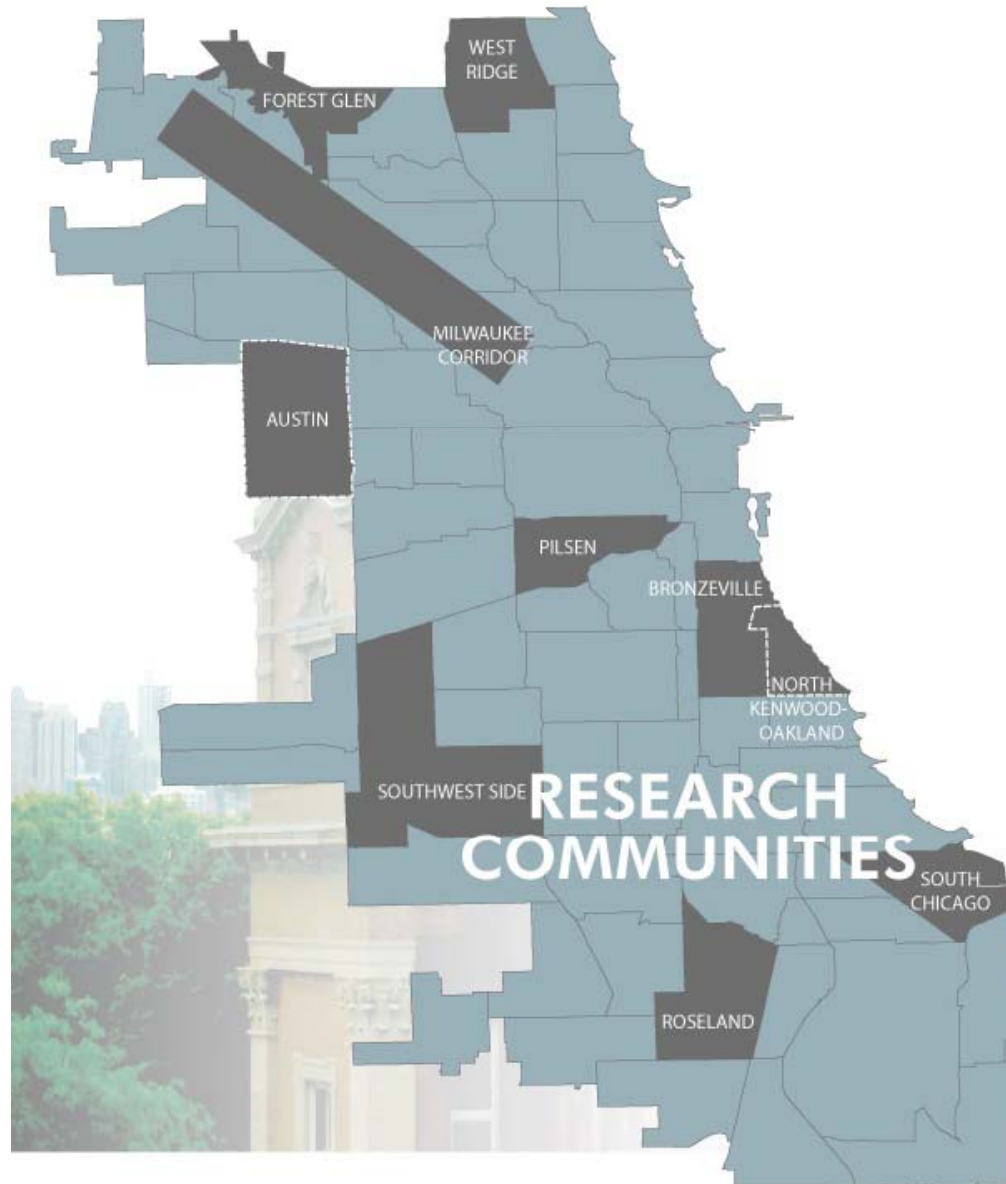 WEST
RIDGE
FOREST GLEN
MILWAUKEE
CORRIDOR
AUSTIN
PILSEN
BRONZEVILLE
NORTH
KENWOOD-
OAKLAND
SOUTHWEST SIDE
RESEARCH
COMMUNITIES
SOUTH
CHICAGO
ROSELAND